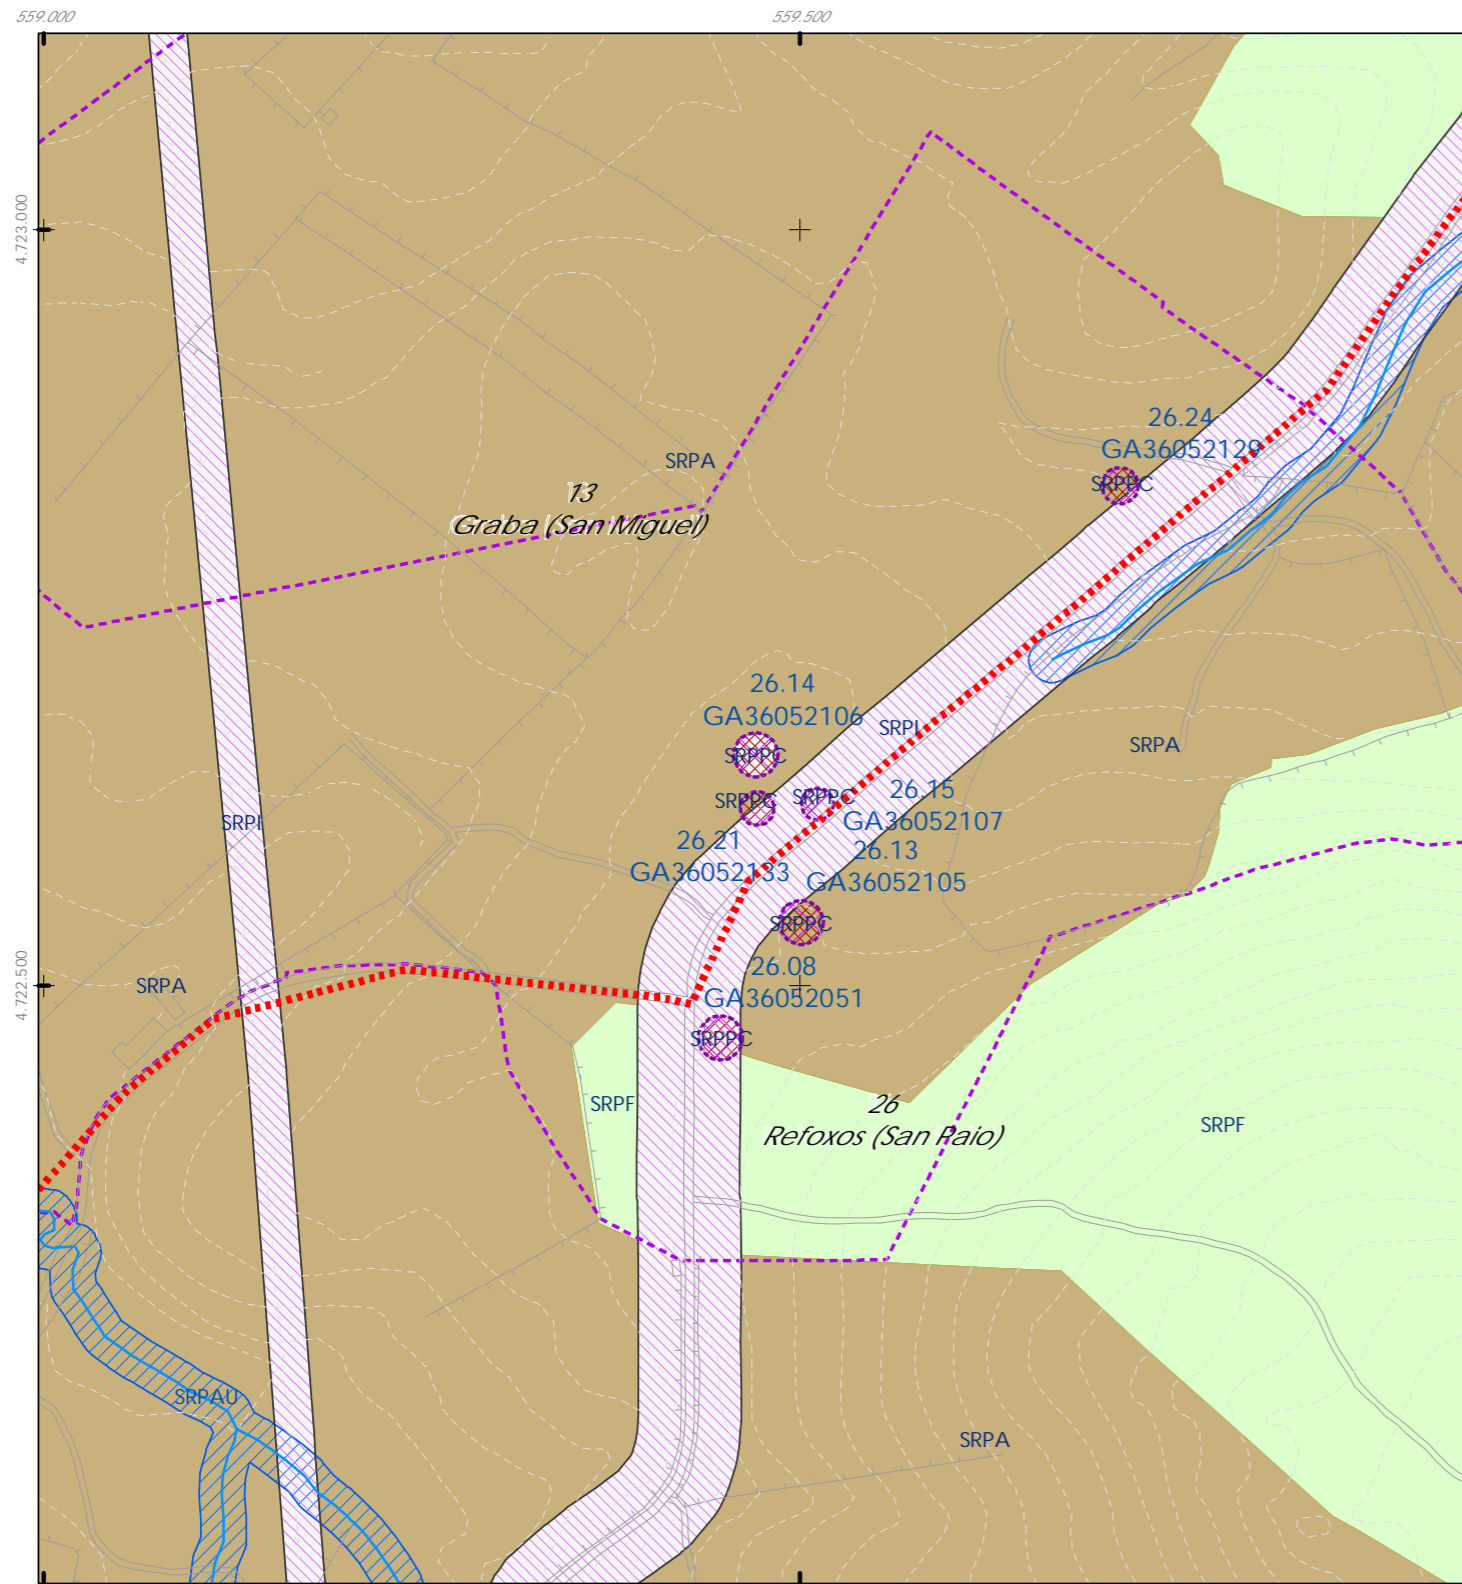 559.000
559.500
4.723.000
26.24
GA36052129
SRPA
SRPPC
13
Graba (San Miguel)
26.14
GA36052106
SRPI
SRPA
SRPPC
26.15
SRPPC
SRPPC
GA36052107
SRPI
26.21
26.13
GA36052133
GA36052105
SRPPC
26.08
4.722.500
SRPA
GA36052051
SRPPC
SRPF
26
SRPF
Refoxos (San Paio)
SRPAU
SRPA